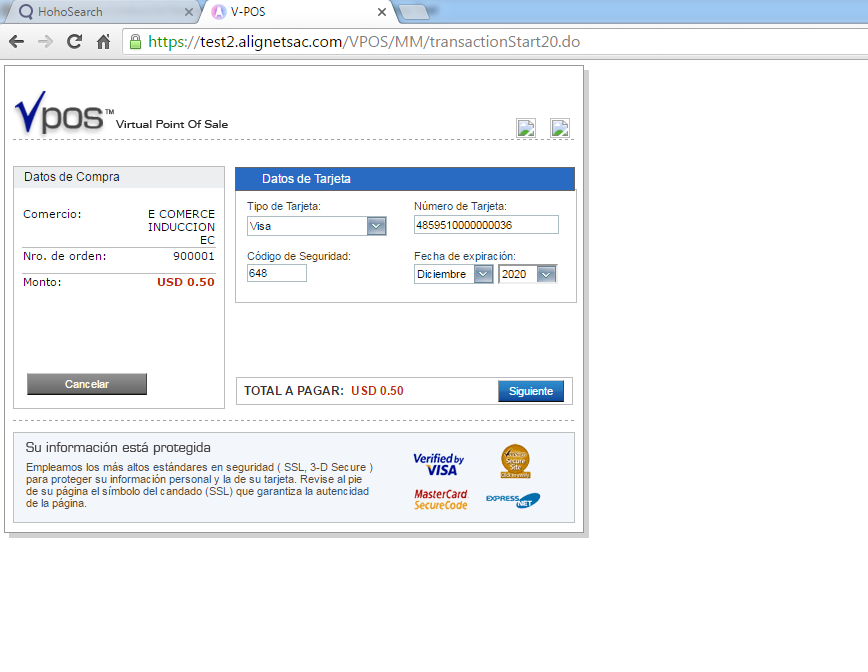 HohoSearch
V-POS
https://test2.alignetsac.com/VPOS/MM/transactionStart20.do
Vpos™ Virtual Point Of Sale
Datos de Compra
Comercio: E COMERCE
INDUCCION
EC
Nro. de orden: 900001
Monto: USD 0.50
Cancelar
Datos de Tarjeta
Tipo de Tarjeta: Número de Tarjeta:
Visa 4859510000000036
Código de Seguridad: Fecha de expiración:
648 Diciembre 2020
TOTAL A PAGAR: USD 0.50 Siguiente
Su información está protegida
Empleamos los más altos estándares en seguridad ( SSL, 3-D Secure )
para proteger su información personal y la de su tarjeta. Revise al pie
de su página el símbolo del candado (SSL) que garantiza la autencidad
de la página.
Verified by
VISA
Secure
Site
MasterCard
SecureCode
EXPRESS
NET